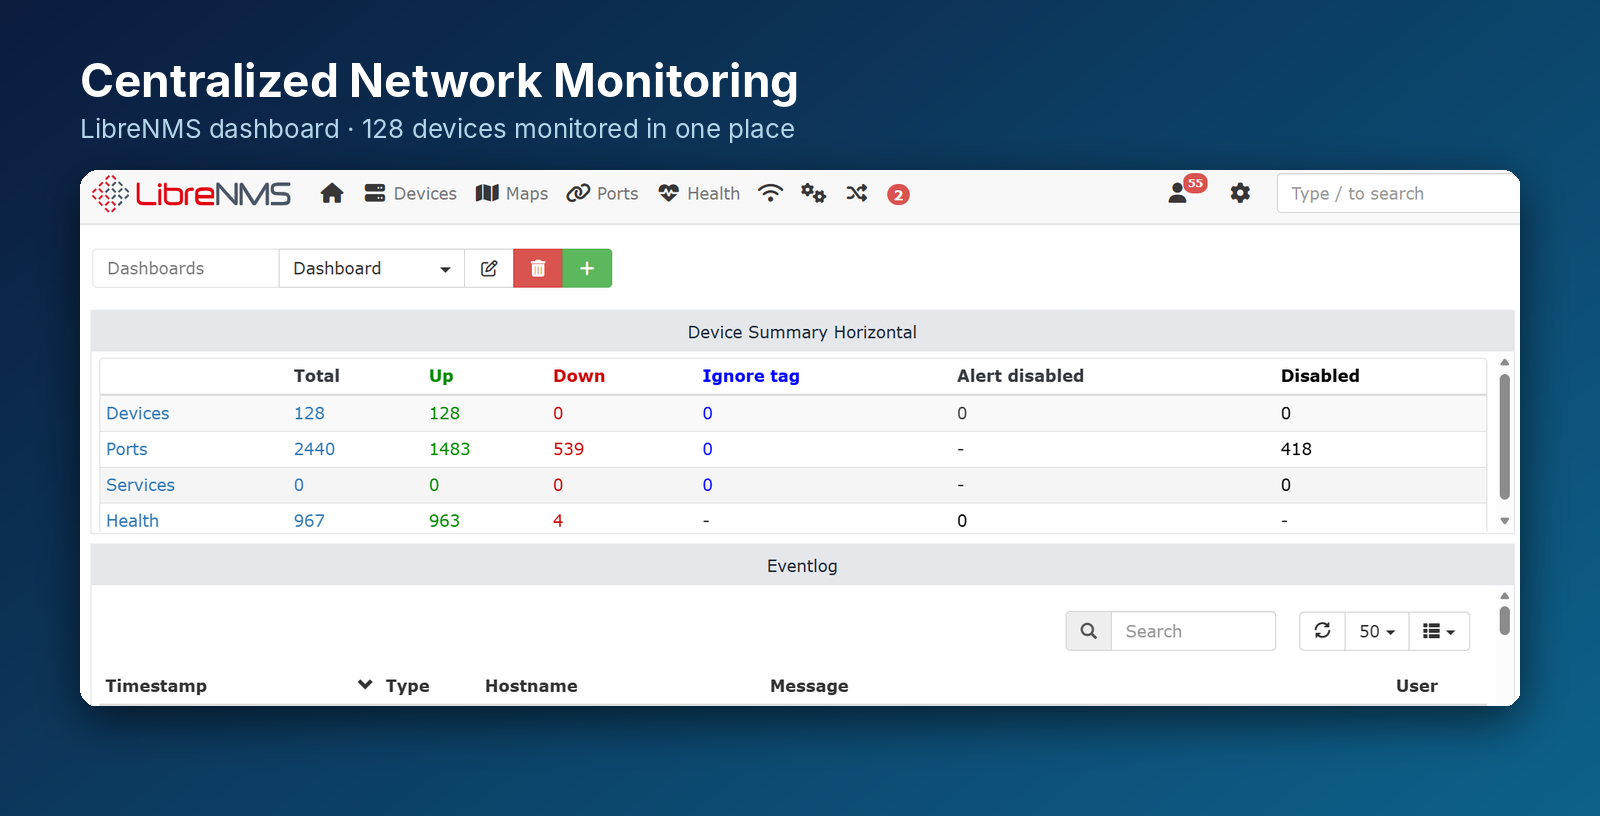 Centralized Network Monitoring
LibreNMS dashboard · 128 devices monitored in one place
LibreNMS Devices Maps Ports Health 2 55 Type / to search
Dashboards Dashboard
Device Summary Horizontal
Total Up Down Ignore tag Alert disabled Disabled
Devices 128 128 0 0 0 0
Ports 2440 1483 539 0 - 418
Services 0 0 0 0 - 0
Health 967 963 4 - 0 -
Eventlog
Search 50
Timestamp Type Hostname Message User